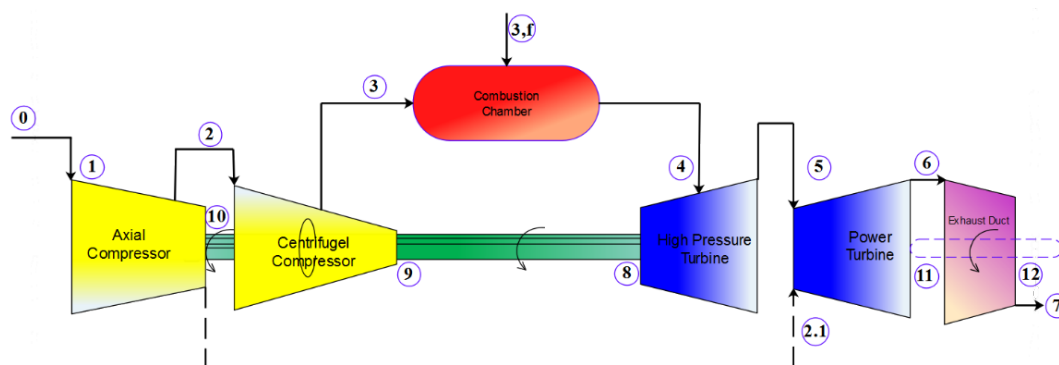 3,f
3
Combustion
Chamber
0
2
1
4
5
6
10
Axial
Compressor
Centrifugel
Compressor
High Pressure
Turbine
Power
Turbine
Exhaust Duct
9
8
11
12
7
2.1